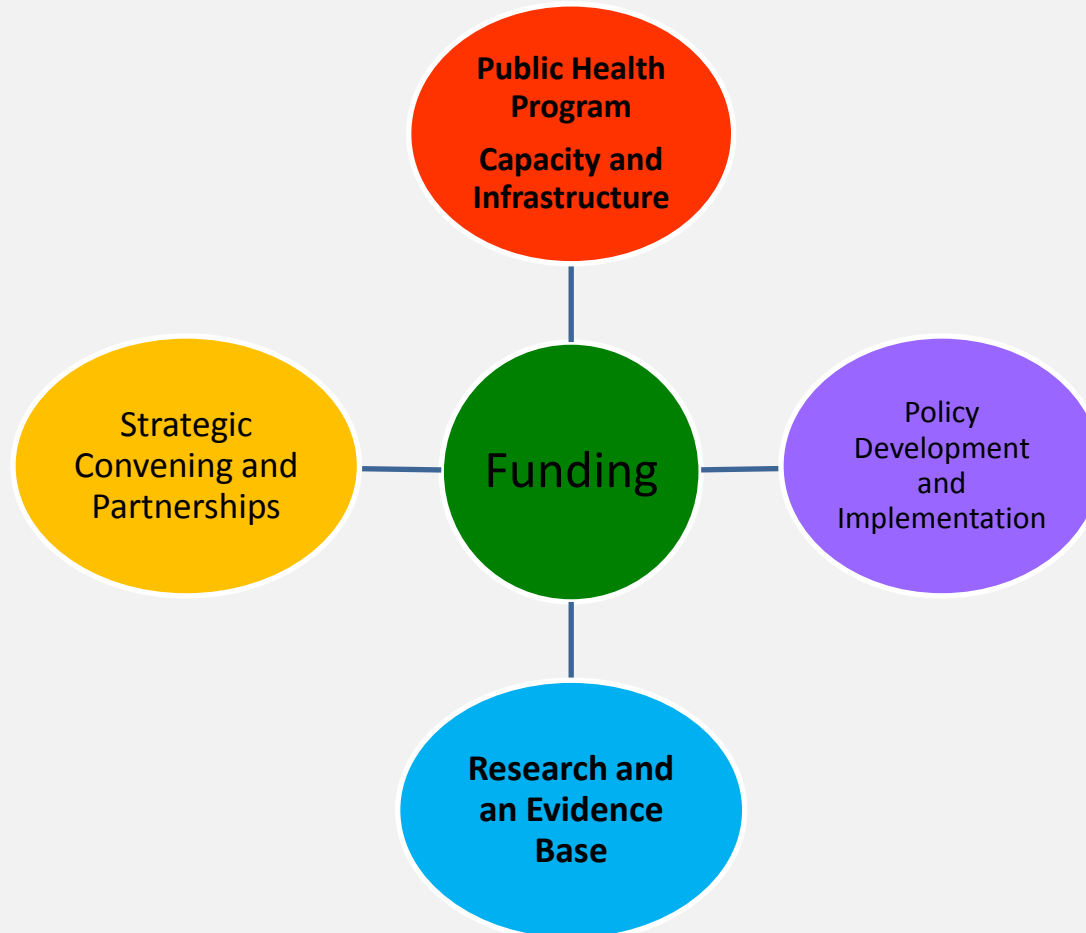 Public Health
Program
Capacity and
Infrastructure
Strategic
Convening and
Partnerships
Funding
Policy
Development
and
Implementation
Research and
an Evidence
Base